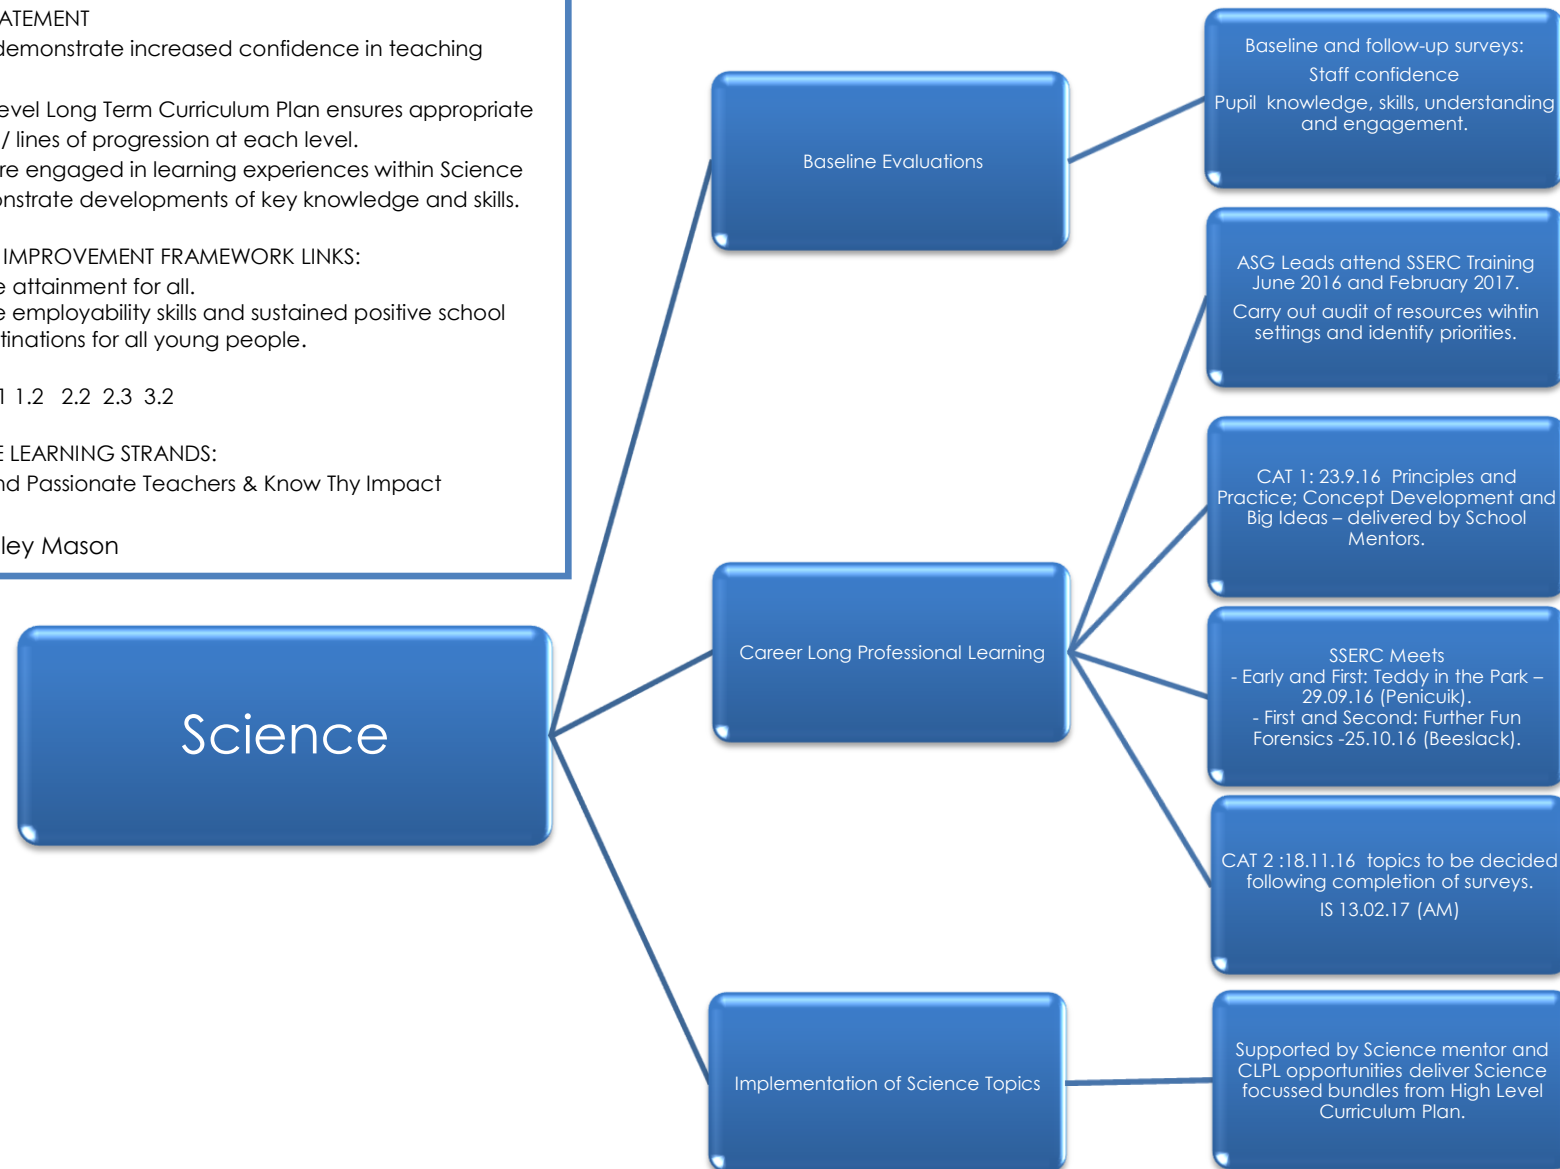 demonstrate increased confidence in teaching
Level Long Term Curriculum Plan ensures appropriate
/ lines of progression at each level.
engaged in learning experiences within Science
developments of key knowledge and skills.
IMPROVEMENT FRAMEWORK LINKS:
attainment for all.
employability skills and sustained positive school
for all young people.
1.2 2.2 2.3 3.2
LEARNING STRANDS:
Passionate Teachers & Know Thy Impact
Mason
Science
Baseline Evaluations
Baseline and follow-up surveys:
Staff confidence
Pupil knowledge, skills, understanding
and engagement.
Career Long Professional Learning
ASG Leads attend SSERC Training
June 2016 and February 2017.
Carry out audit of resources wihtin
settings and identify priorities.
CAT 1: 23.9.16 Principles and
Practice; Concept Development and
Big Ideas – delivered by School
Mentors.
SSERC Meets
- Early and First: Teddy in the Park –
29.09.16 (Penicuik).
- First and Second: Further Fun
Forensics -25.10.16 (Beeslack).
CAT 2 :18.11.16 topics to be decided
following completion of surveys.
IS 13.02.17 (AM)
Implementation of Science Topics
Supported by Science mentor and
CLPL opportunities deliver Science
focussed bundles from High Level
Curriculum Plan.